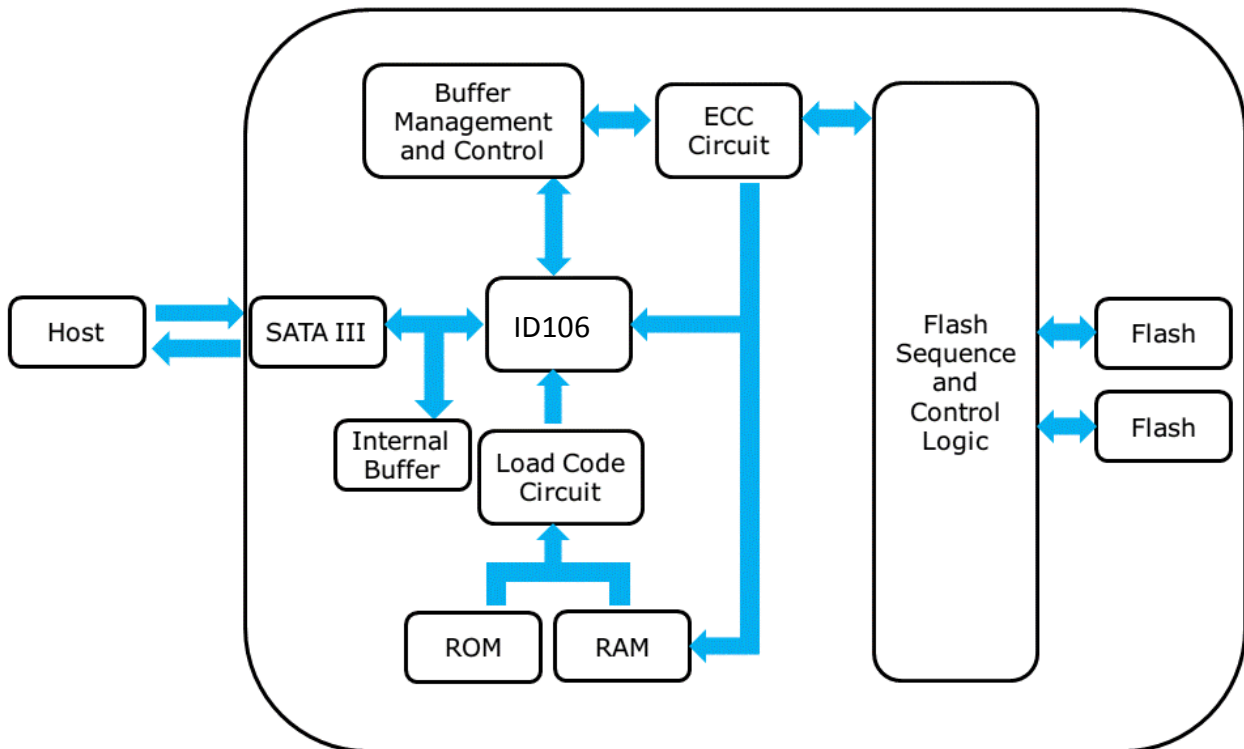 Buffer
Management
and Control
ECC
Circuit
Host
SATA III
ID106
Flash
Sequence
and
Control
Logic
Flash
Flash
Internal
Buffer
Load Code
Circuit
ROM
RAM